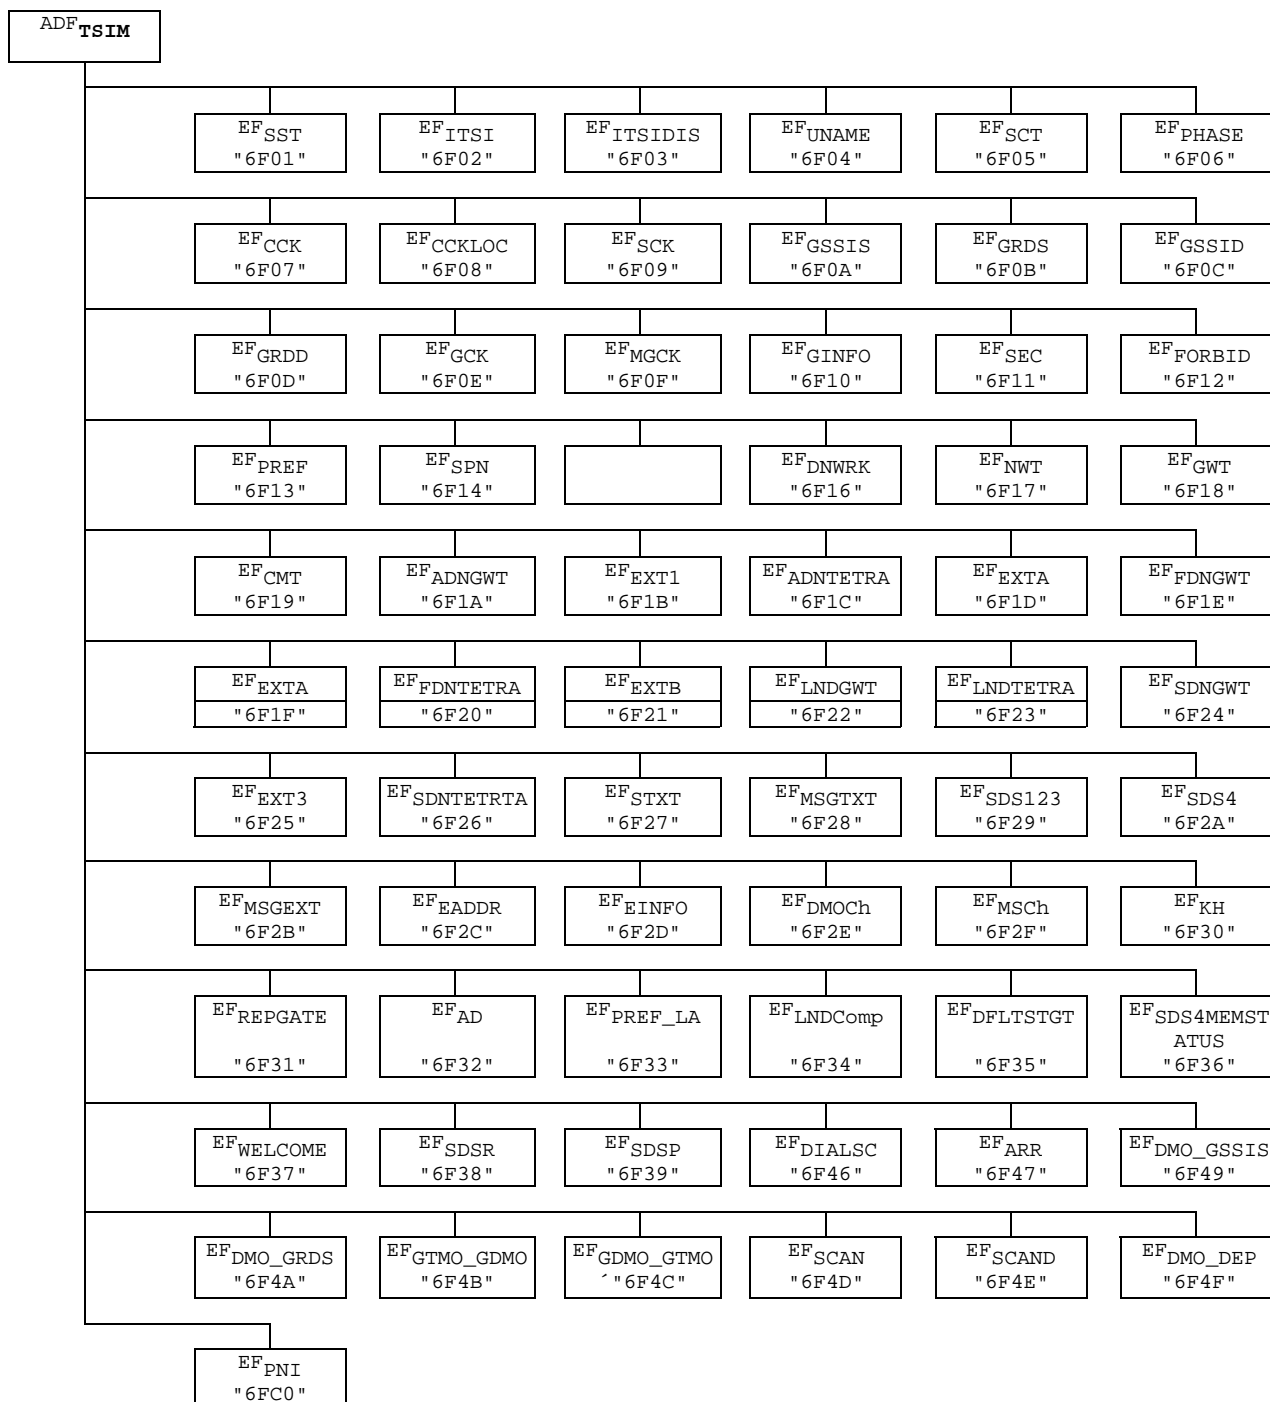 ADFTSIM
EFSST EFITSI EFITSIDIS EFUNAME EFSCT EFPHASE
"6F01" "6F02" "6F03" "6F04" "6F05" "6F06"
EFCCK EFCCKLOC EFSCK EFGSSIS EFGRDS EFGSSID
"6F07" "6F08" "6F09" "6F0A" "6F0B" "6F0C"
EFGRDD EFGCK EFMGCK EFGINFO EFSEC EFFORBID
"6F0D" "6F0E" "6F0F" "6F10" "6F11" "6F12"
EFPREF EFSPN EFDNWRK EFNWT EFGWT
"6F13" "6F14" "6F16" "6F17" "6F18"
EFCMT EFADNGWT EFEXT1 EFADNTETRA EFEXTA EFFDNGWT
"6F19" "6F1A" "6F1B" "6F1C" "6F1D" "6F1E"
EFEXTA EFFDNTETRA EFEXTB EFLNDGWT EFLNDTETRA EFSDNGWT
"6F1F" "6F20" "6F21" "6F22" "6F23" "6F24"
EFEXT3 EFSDNTETRTA EFSTXT EFMSGTXT EFSDS123 EFSDS4
"6F25" "6F26" "6F27" "6F28" "6F29" "6F2A"
EFMSGEXT EFEADDR EFEINFO EFDMOCh EFMSCh EFKH
"6F2B" "6F2C" "6F2D" "6F2E" "6F2F" "6F30"
EFREPGATE EFAD EFPREF_LA EFLNDComp EFDFLTSTGT EFSDS4MEMST
ATUS
"6F31" "6F32" "6F33" "6F34" "6F35" "6F36"
EFWELCOME EFSDSR EFSDSP EFDIALSC EFARR EFDMO_GSSIS
"6F37" "6F38" "6F39" "6F46" "6F47" "6F49"
EFDMO_GRDS EFGTMO_GDMO EFGDMO_GTMO EFSCAN EFSCAND EFDMO_DEP
"6F4A" "6F4B" ´"6F4C" "6F4D" "6F4E" "6F4F"
EFPNI
"6FC0"